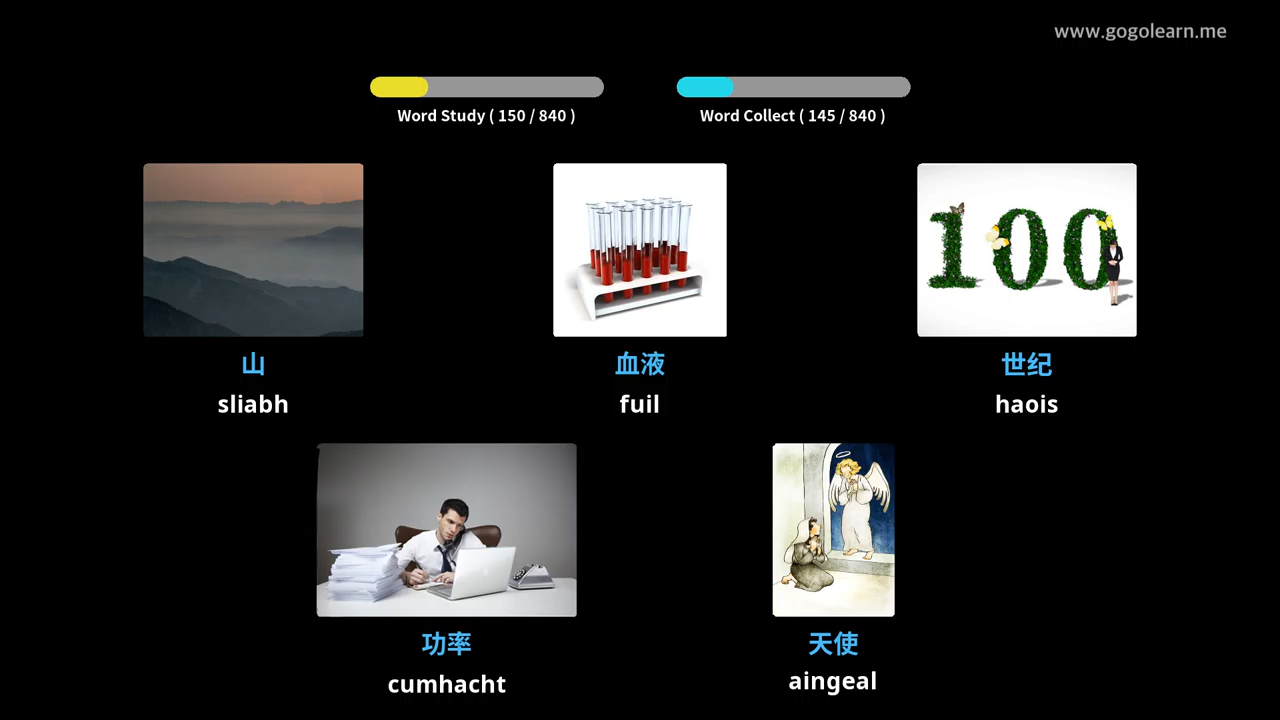 www.gogolearn.me
Word Study ( 150 / 840 )
Word Collect ( 145 / 840 )
山
血液
世纪
sliabh
fuil
haois
功率
天使
cumhacht
aingeal